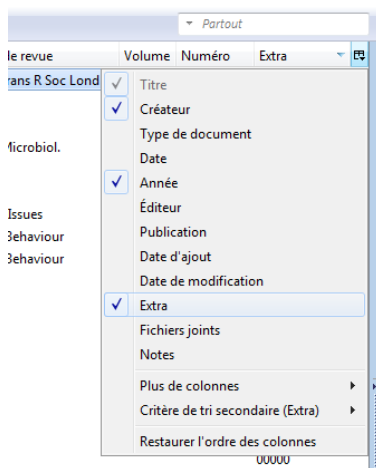 Partout
de revue Volume Numéro Extra
rans R Soc Lond
Titre
Créateur
Type de document
Microbiol.
Date
Année
Issues
Éditeur
Behaviour
Publication
Behaviour
Date d'ajout
Date de modification
Extra
Fichiers joints
Notes
Plus de colonnes
Critère de tri secondaire (Extra)
Restaurer l'ordre des colonnes
00000